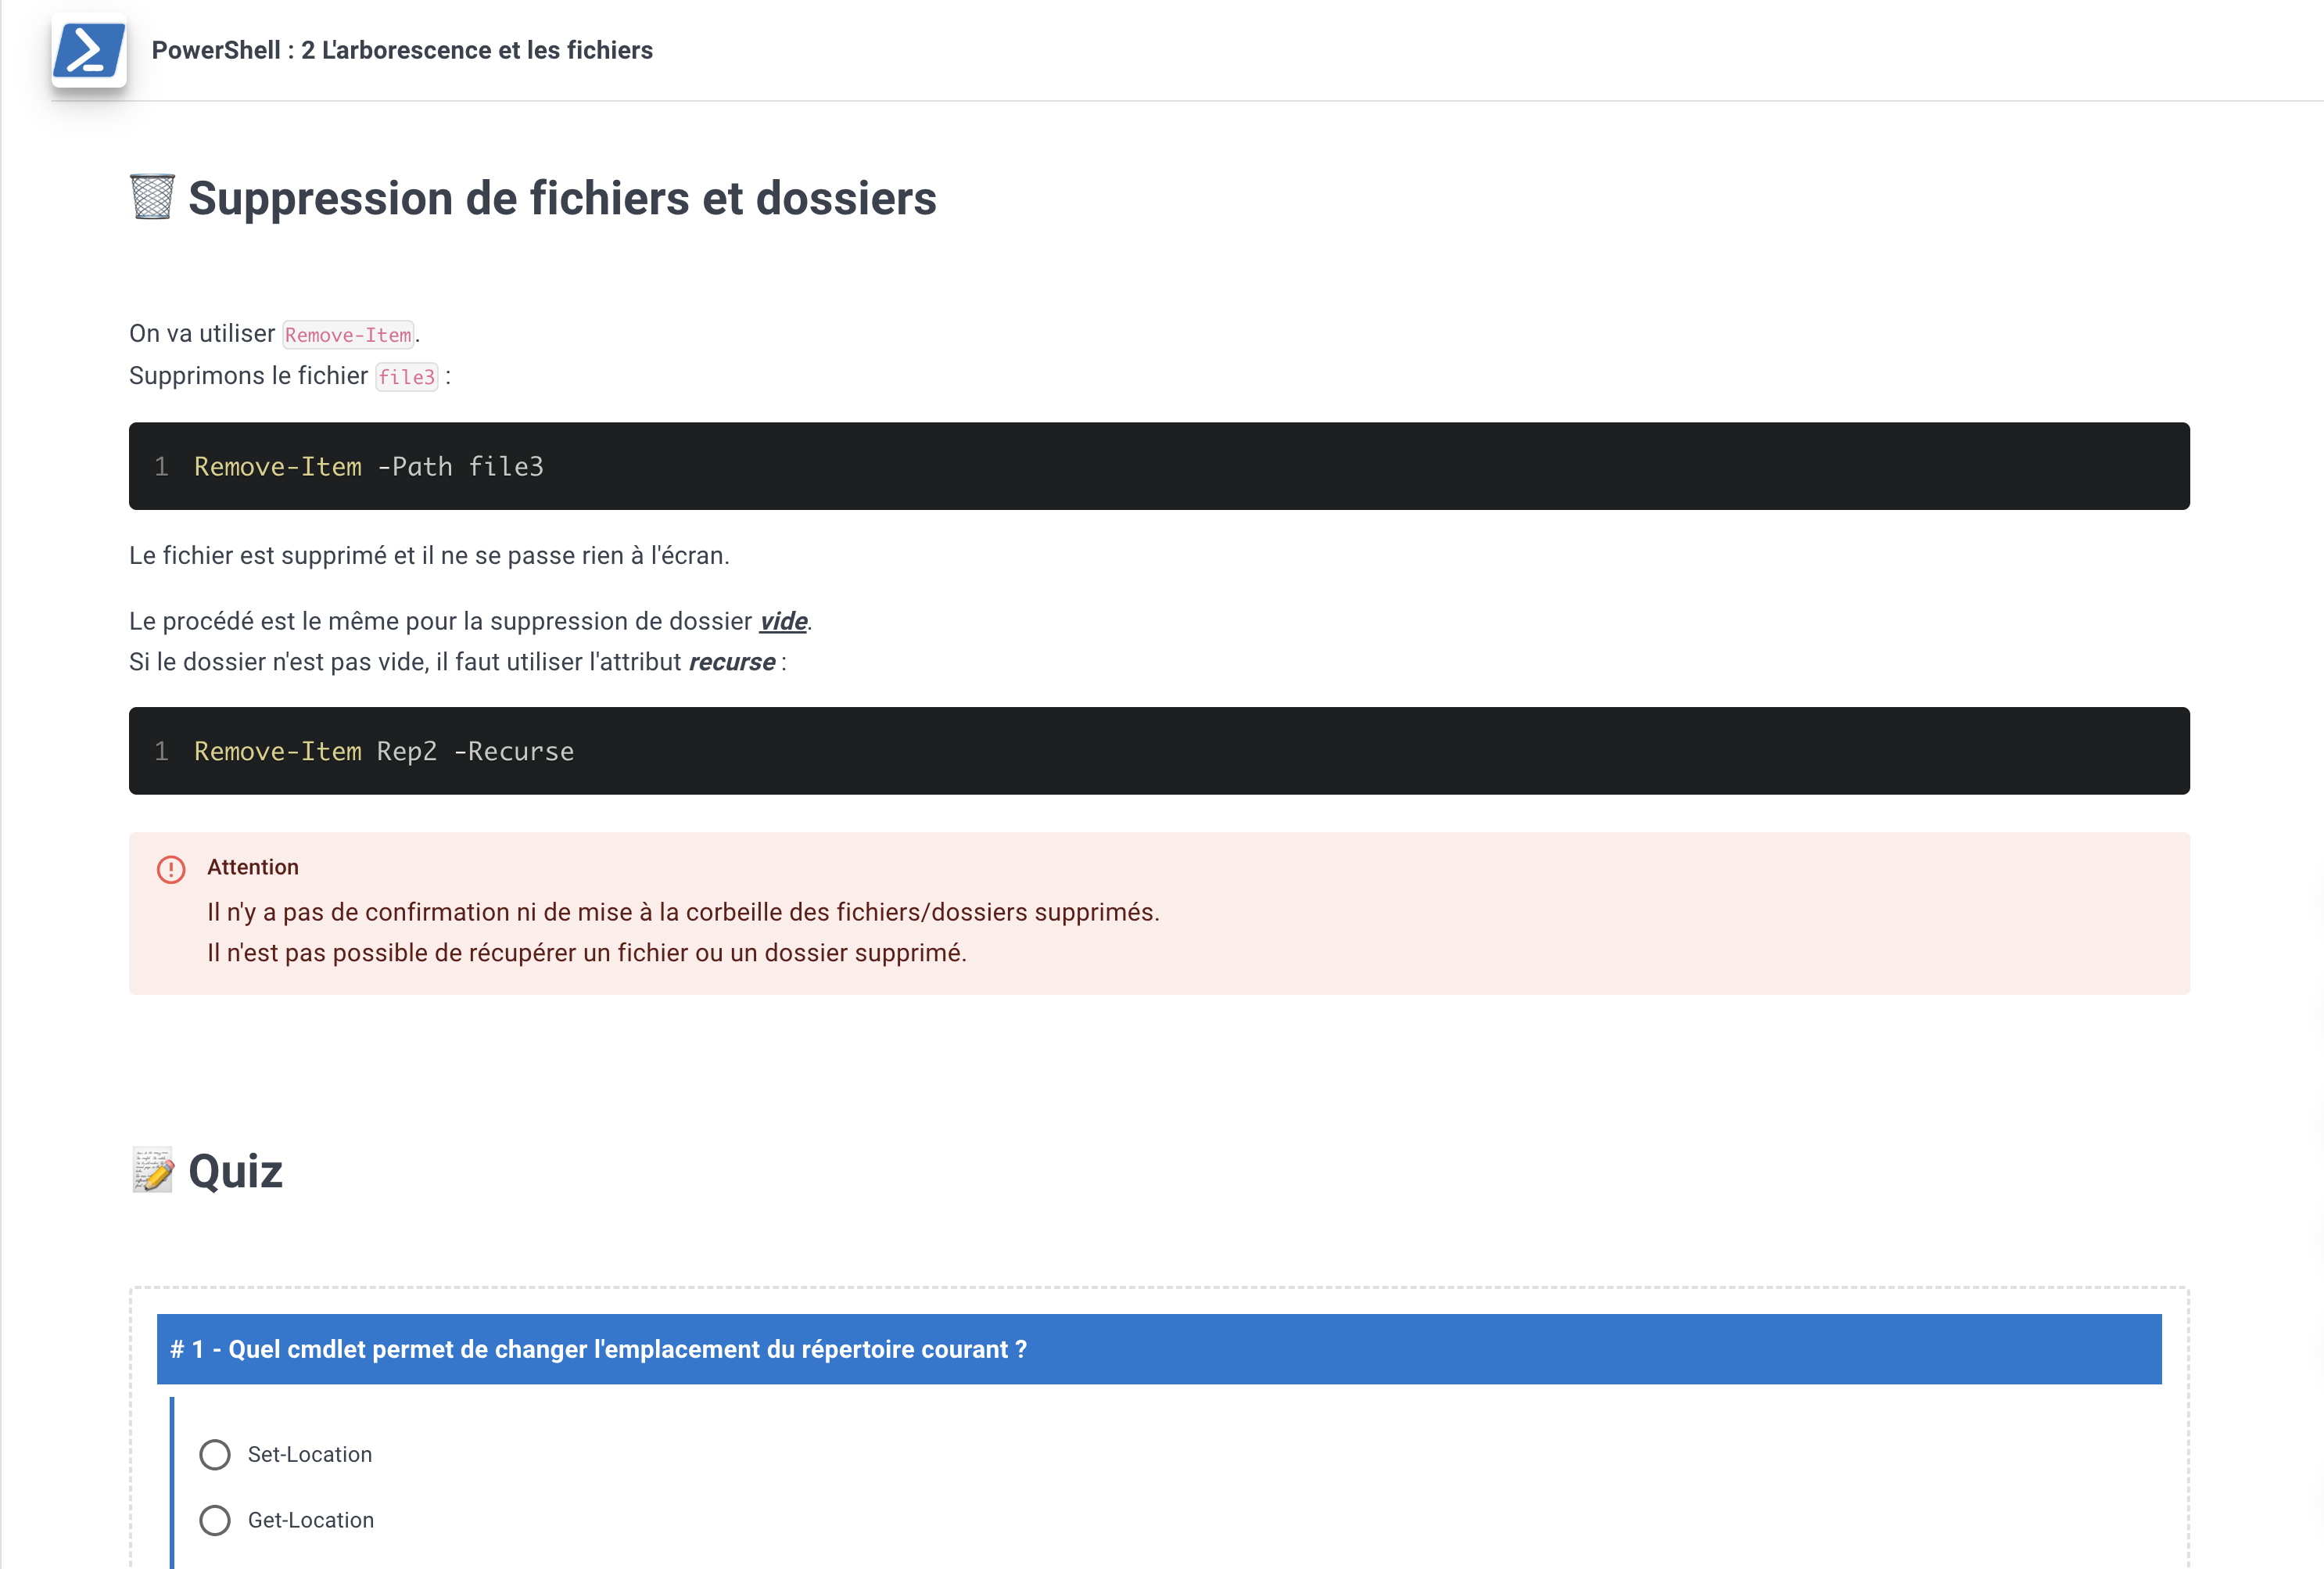 PowerShell : 2 L'arborescence et les fichiers
Suppression de fichiers et dossiers
On va utiliser Remove-Item.
Supprimons le fichier file3 :
1 Remove-Item -Path file3
Le fichier est supprimé et il ne se passe rien à l'écran.
Le procédé est le même pour la suppression de dossier vide.
Si le dossier n'est pas vide, il faut utiliser l'attribut recurse :
1 Remove-Item Rep2 -Recurse
Attention
Il n'y a pas de confirmation ni de mise à la corbeille des fichiers/dossiers supprimés.
Il n'est pas possible de récupérer un fichier ou un dossier supprimé.
Quiz
# 1 - Quel cmdlet permet de changer l'emplacement du répertoire courant ?
Set-Location
Get-Location